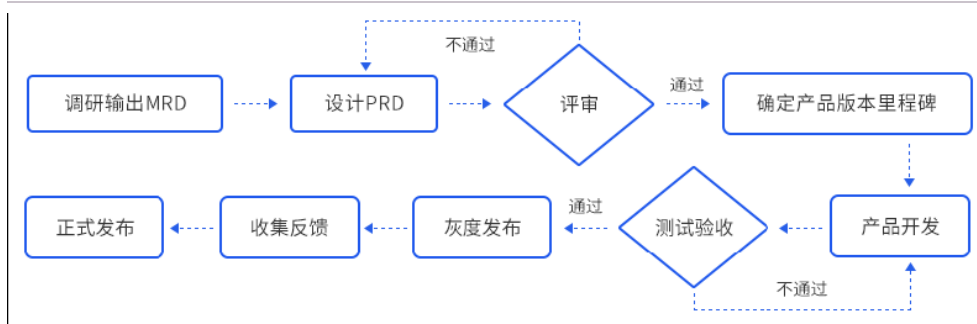 不通过
调研输出MRD
设计PRD
评审
通过
确定产品版本里程碑
正式发布
收集反馈
灰度发布
通过
测试验收
产品开发
不通过